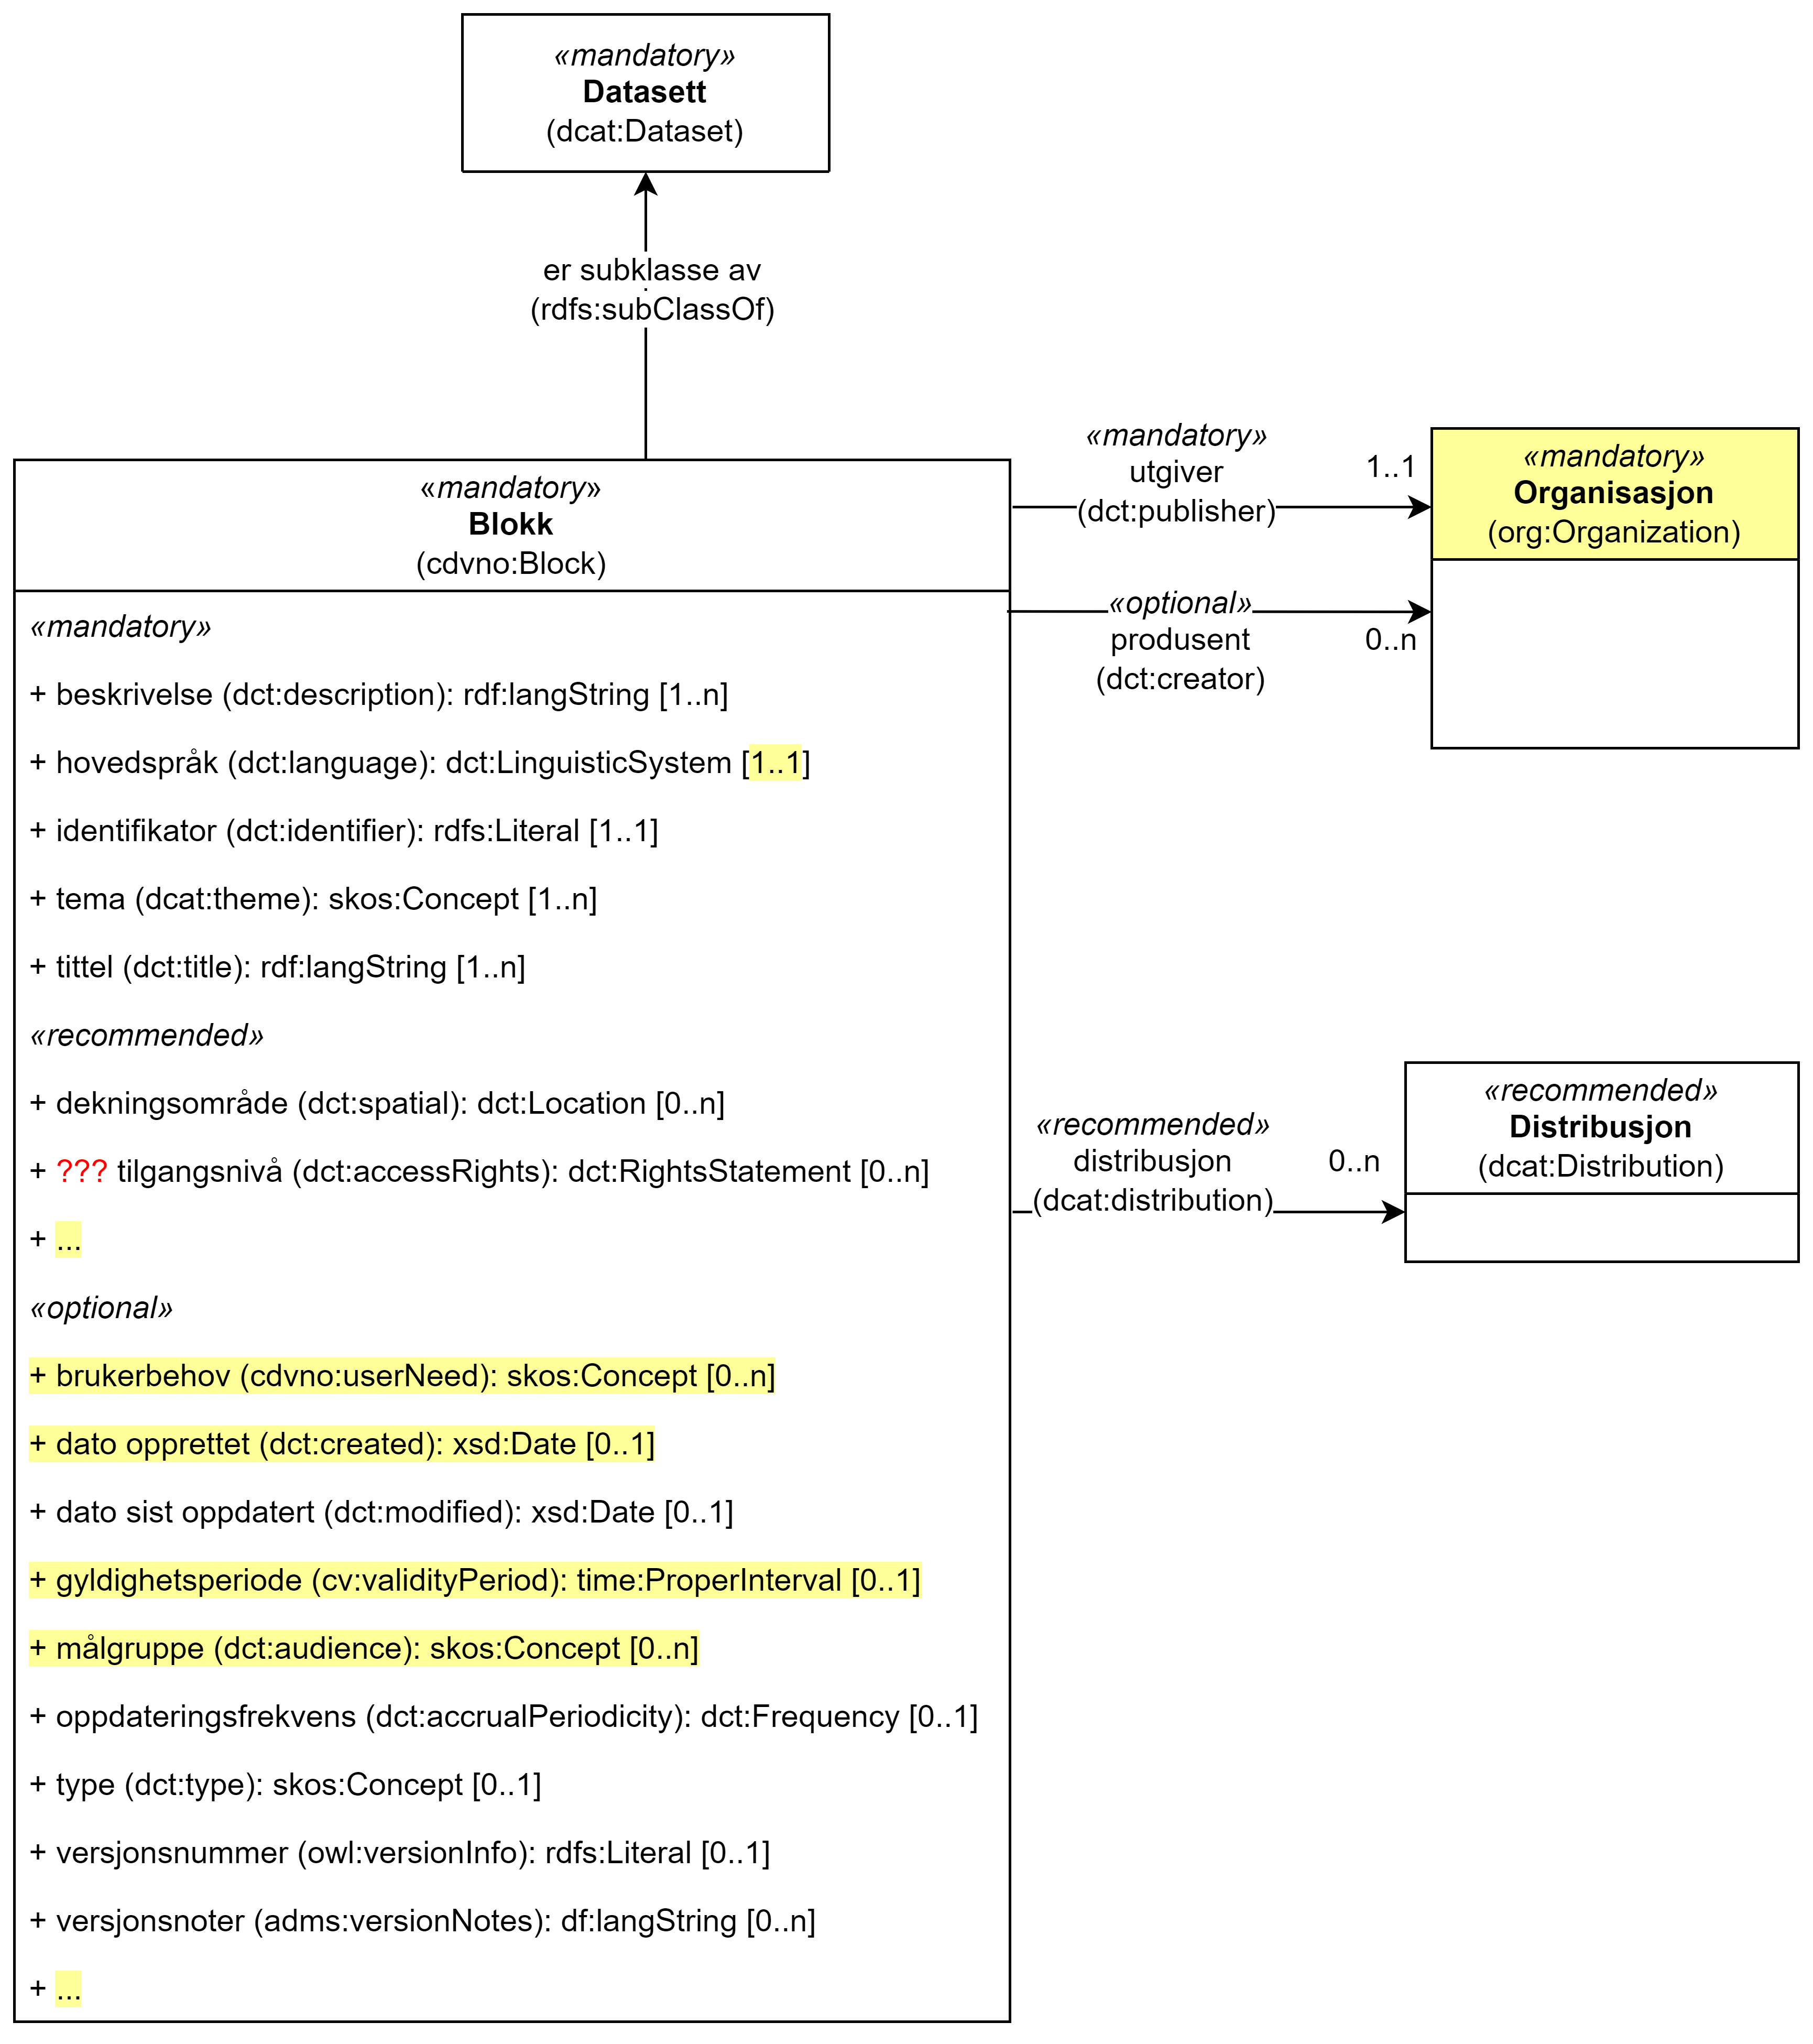 «mandatory»
Datasett
(dcat:Dataset)
er subklasse av
(rdfs:subClassOf)
«mandatory»
Blokk
(cdvno:Block)
«mandatory»
+ beskrivelse (dct:description): rdf:langString [1..n]
+ hovedspråk (dct:language): dct:LinguisticSystem [1..1]
+ identifikator (dct:identifier): rdfs:Literal [1..1]
+ tema (dcat:theme): skos:Concept [1..n]
+ tittel (dct:title): rdf:langString [1..n]
«recommended»
+ dekningsområde (dct:spatial): dct:Location [0..n]
+ ??? tilgangsnivå (dct:accessRights): dct:RightsStatement [0..n]
+ ...
«optional»
+ brukerbehov (cdvno:userNeed): skos:Concept [0..n]
+ dato opprettet (dct:created): xsd:Date [0..1]
+ dato sist oppdatert (dct:modified): xsd:Date [0..1]
+ gyldighetsperiode (cv:validityPeriod): time:ProperInterval [0..1]
+ målgruppe (dct:audience): skos:Concept [0..n]
+ oppdateringsfrekvens (dct:accrualPeriodicity): dct:Frequency [0..1]
+ type (dct:type): skos:Concept [0..1]
+ versjonsnummer (owl:versionInfo): rdfs:Literal [0..1]
+ versjonsnoter (adms:versionNotes): df:langString [0..n]
+ ...
«mandatory»
utgiver
(dct:publisher)
1..1
«optional»
produsent
(dct:creator)
0..n
«mandatory»
Organisasjon
(org:Organization)
«recommended»
distribusjon
(dcat:distribution)
0..n
«recommended»
Distribusjon
(dcat:Distribution)